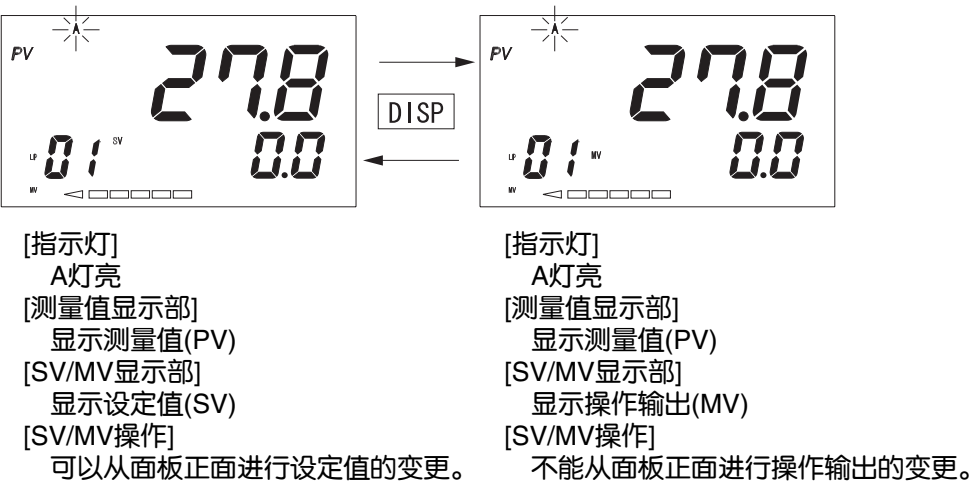 A
PV 27.8
LP 01 SV 0.0
MV
DISP
A
PV 27.8
LP 01 MV 0.0
MV
[指示灯]
A灯亮
[测量值显示部]
显示测量值(PV)
[SV/MV显示部]
显示设定值(SV)
[SV/MV操作]
可以从面板正面进行设定值的变更。
[指示灯]
A灯亮
[测量值显示部]
显示测量值(PV)
[SV/MV显示部]
显示操作输出(MV)
[SV/MV操作]
不能从面板正面进行操作输出的变更。